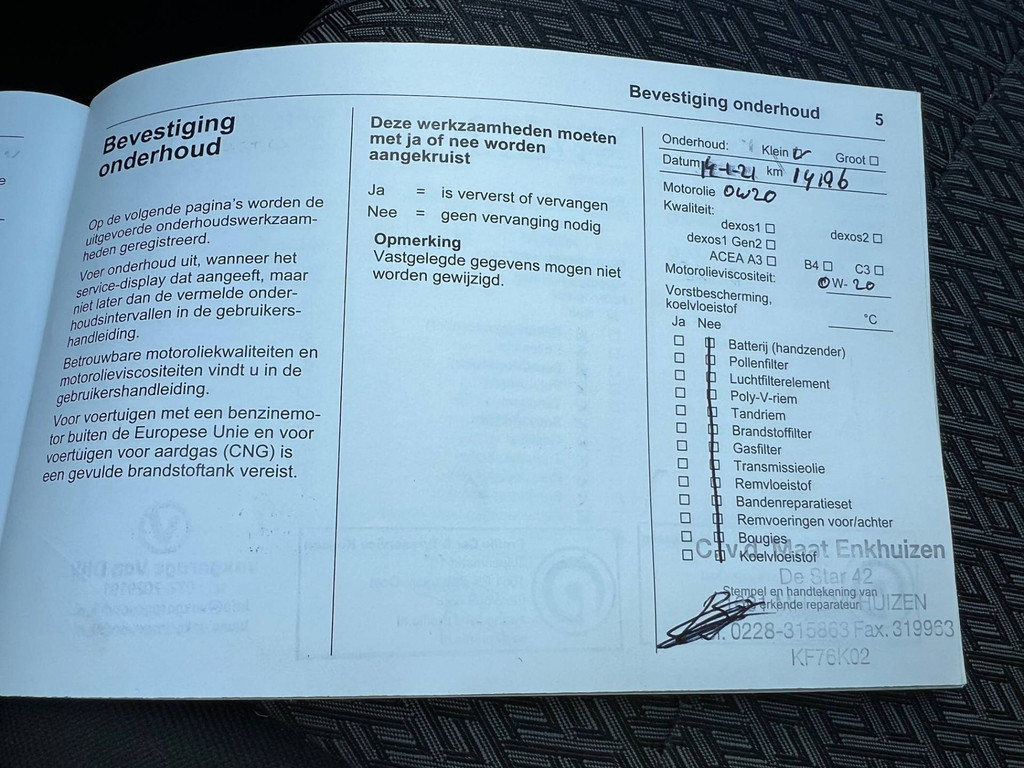 Bevestiging onderhoud 5
Bevestiging
onderhoud
Op de volgende pagina's worden de
uitgevoerde onderhoudswerkzaam-
heden geregistreerd.
Voer onderhoud uit, wanneer het
service-display dat aangeeft, maar
niet later dan de vermelde onder-
houdsintervallen in de gebruikers-
handleiding.
Betrouwbare motoroliekwaliteiten en
motorolieviscositeiten vindt u in de
gebruikershandleiding.
Voor voertuigen met een benzinemo-
tor buiten de Europese Unie en voor
voertuigen voor aardgas (CNG) is
een gevulde brandstoftank vereist.
Deze werkzaamheden moeten
met ja of nee worden
aangekruist
Ja = is ververst of vervangen
Nee = geen vervanging nodig
Opmerking
Vastgelegde gegevens mogen niet
worden gewijzigd.
Onderhoud: Klein Groot
Datum 14-1-21 km 14196
Motorolie 0W20
Kwaliteit:
dexos1 dexos2
dexos1 Gen2
ACEA A3 B4 C3
Motorolieviscositeit: 0W-20
Vorstbescherming,
koelvloeistof °C
Ja Nee
Batterij (handzender)
Pollenfilter
Luchtfilterelement
Poly-V-riem
Tandriem
Brandstoffilter
Gasfilter
Transmissieolie
Remvloeistof
Bandenreparatieset
Remvoeringen voor/achter
Bougies
Koelvloeistof
v.d. Maat Enkhuizen
De Star 42
Stempel en handtekening van
erkende reparateur
HUIZEN
0228-315863 Fax. 319963
KF76K02